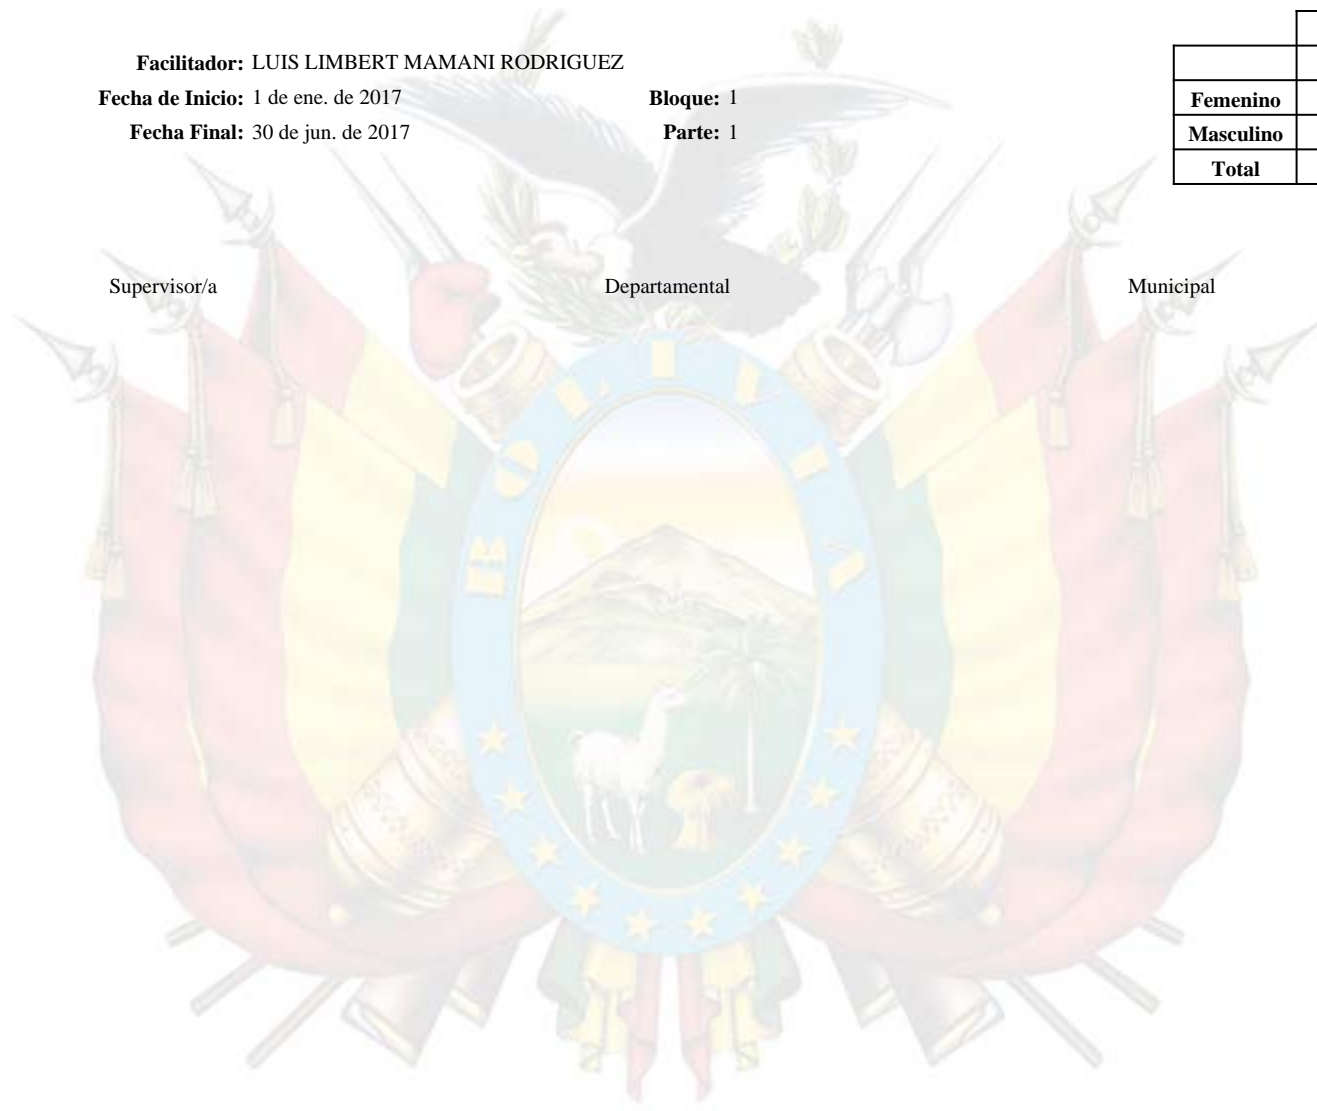 Facilitador: LUIS LIMBERT MAMANI RODRIGUEZ
Fecha de Inicio: 1 de ene. de 2017 Bloque: 1
Fecha Final: 30 de jun. de 2017 Parte: 1
Femenino
Masculino
Total
Supervisor/a Departamental Municipal
BOLIVIA